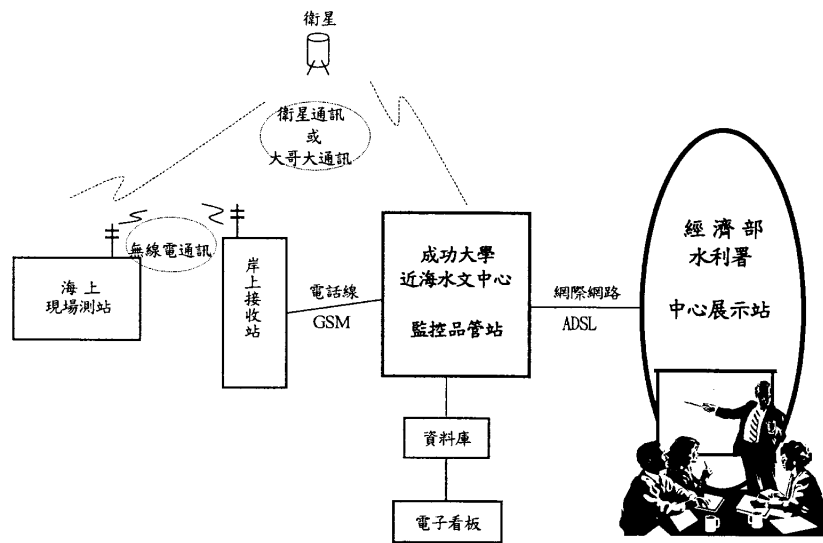 衛星
衛星通訊
或
大哥大通訊
無線電通訊
海上
現場測站
岸上接收站
電話線
GSM
成功大學
近海水文中心
監控品管站
網際網路
ADSL
經濟部
水利署
中心展示站
資料庫
電子看板